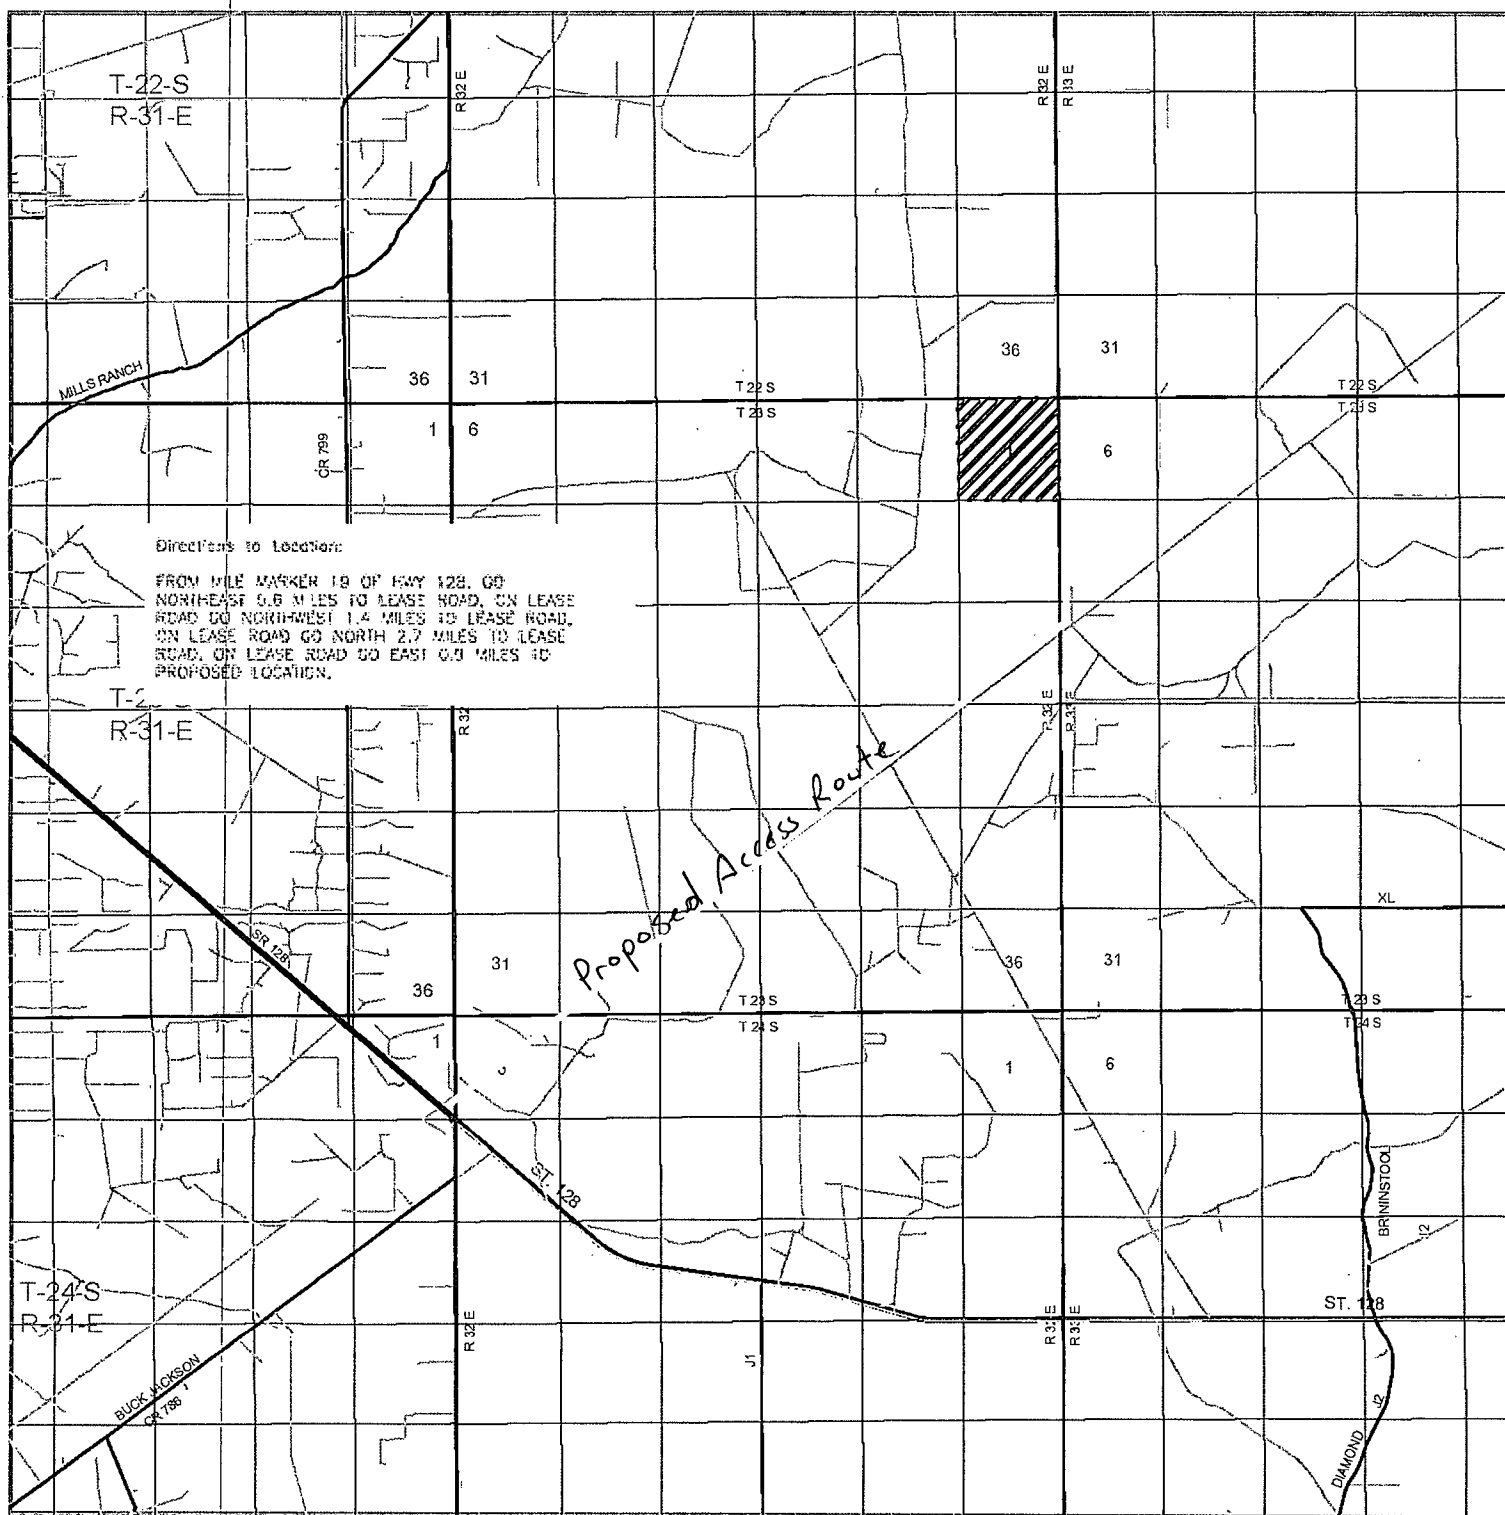 T-22-S
R-31-E
R 32 E
R 32 E
R 33 E
MILLS RANCH
CR 799
36
31
1
6
T 22 S
T 23 S
36
31
6
T 22 S
Directions to Location:
FROM MILE MARKER 19 OF HWY 128, GO
NORTHEAST MILES TO LEASE ROAD, ON LEASE
ROAD GO NORTHWEST 1.4 MILES TO LEASE ROAD,
ON LEASE ROAD GO NORTH 2.7 MILES TO LEASE
ROAD, ON LEASE ROAD GO EAST MILES TO
PROPOSED LOCATION.
R-31-E
R 32
R 32 E
R 33 E
Proposed Access Route
SR 128
31
36
1
T 23 S
T 24 S
36
31
1
6
XL
T 23 S
T 24 S
ST. 128
BRININSTOOL
J2
T-24-S
R-31-E
R 32 E
J1
R 32 E
R 33 E
ST. 128
BUCK JACKSON
CR 786
DIAMOND
J2